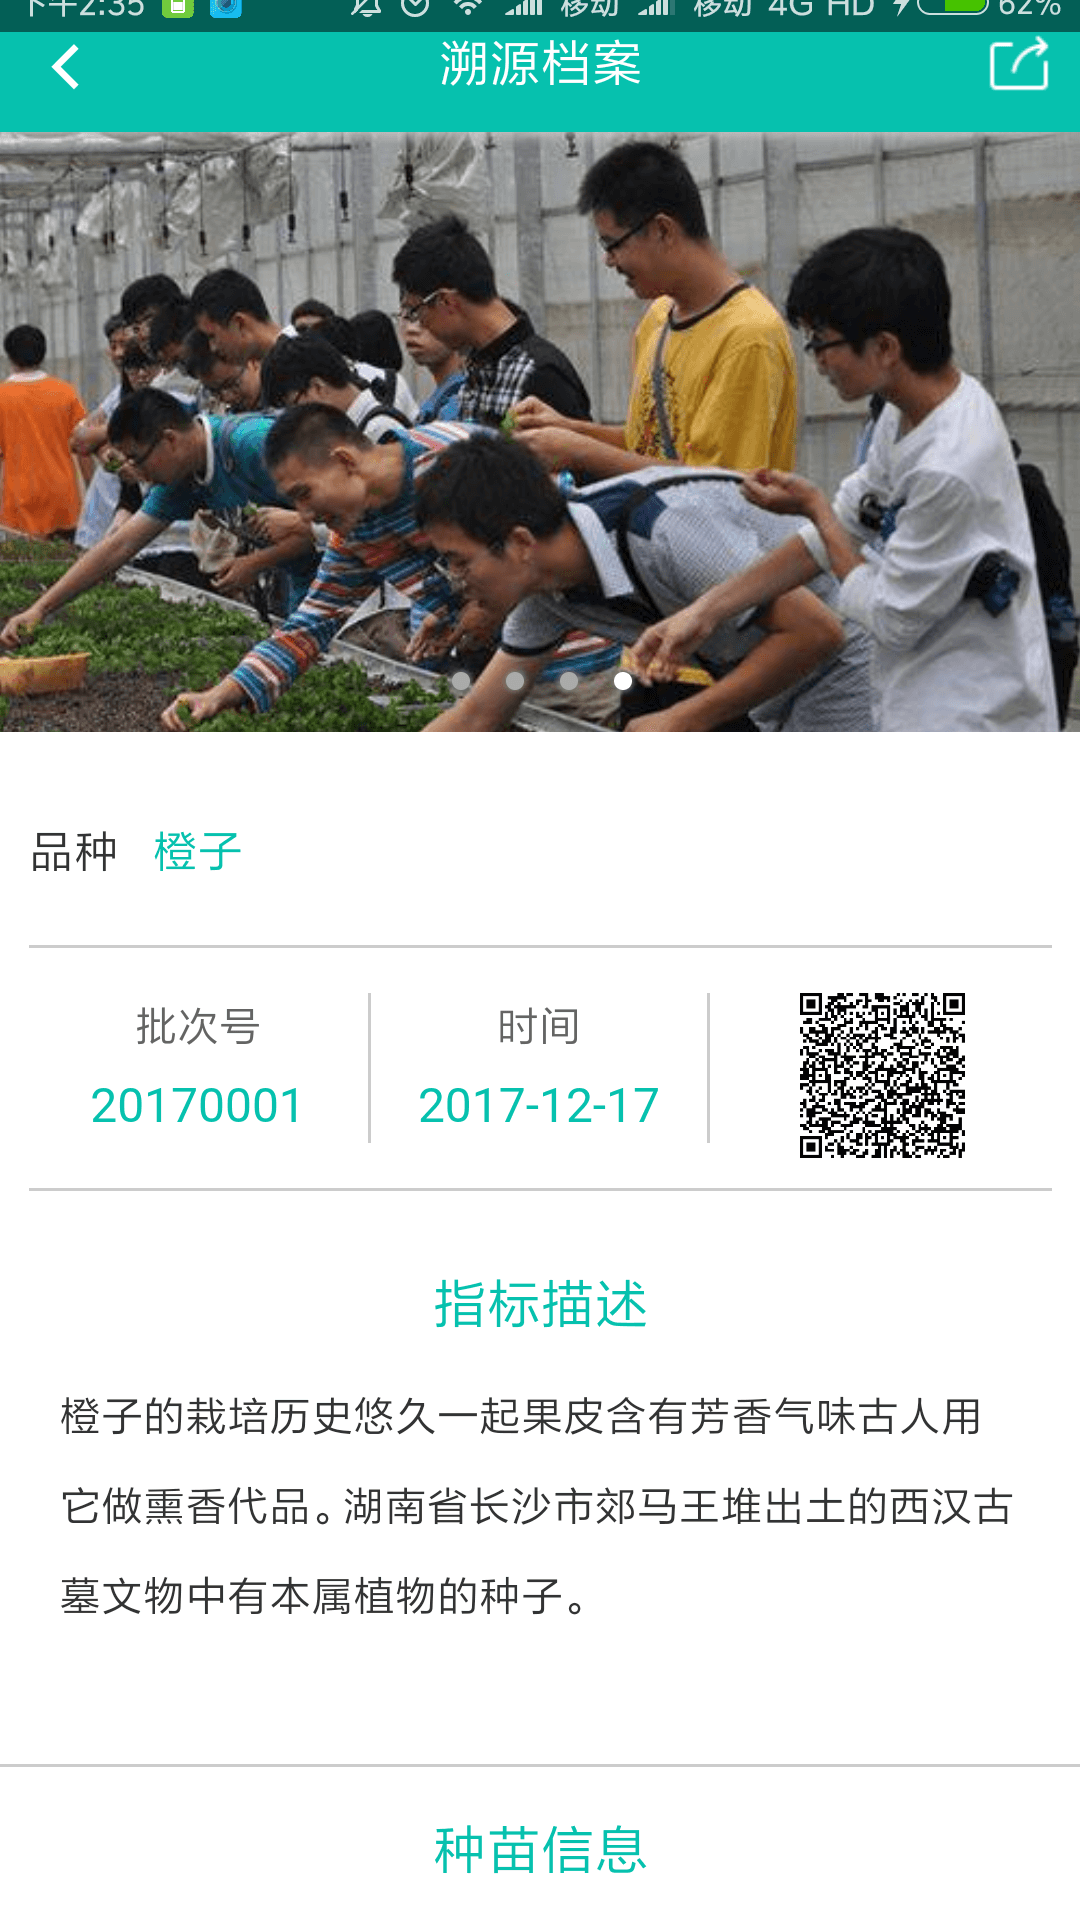 下午2:35 移动 移动 4G HD 62%
溯源档案
品种 橙子
批次号 时间
20170001 2017-12-17
指标描述
橙子的栽培历史悠久一起果皮含有芳香气味古人用
它做熏香代品。湖南省长沙市郊马王堆出土的西汉古
墓文物中有本属植物的种子。
种苗信息